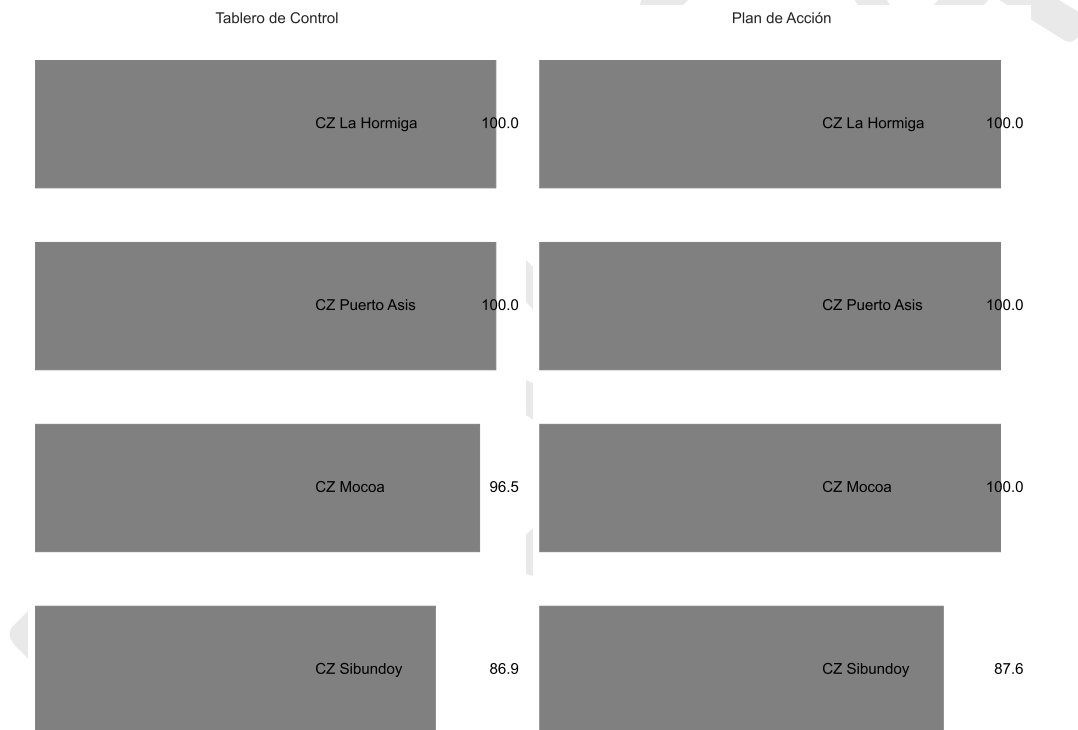 Tablero de Control Plan de Acción
CZ La Hormiga 100.0 CZ La Hormiga 100.0
CZ Puerto Asis 100.0 CZ Puerto Asis 100.0
CZ Mocoa 96.5 CZ Mocoa 100.0
CZ Sibundoy 86.9 CZ Sibundoy 87.6